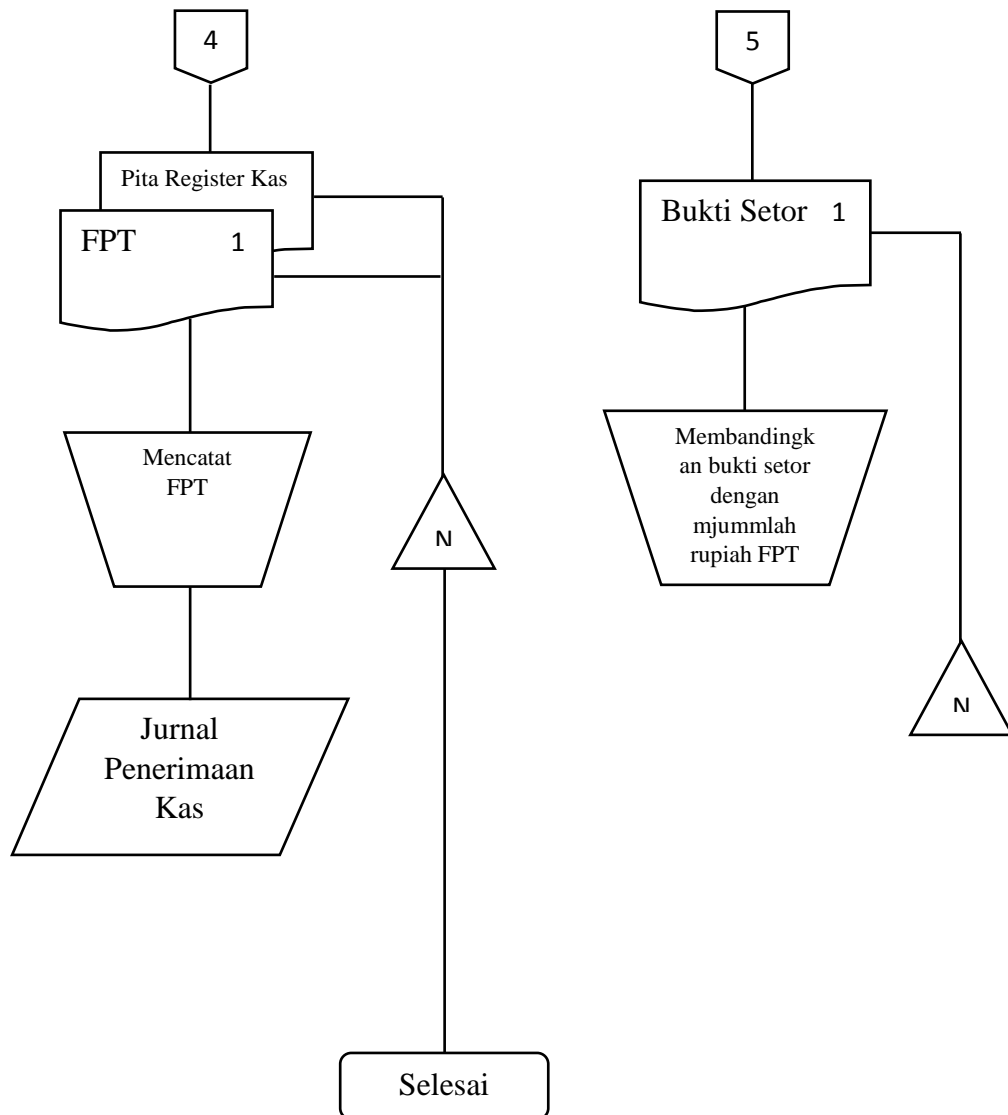 4
Pita Register Kas
FPT 1
Mencatat
FPT
N
Jurnal
Penerimaan
Kas
Selesai
5
Bukti Setor 1
Membandingk
an bukti setor
dengan
mjummlah
rupiah FPT
N